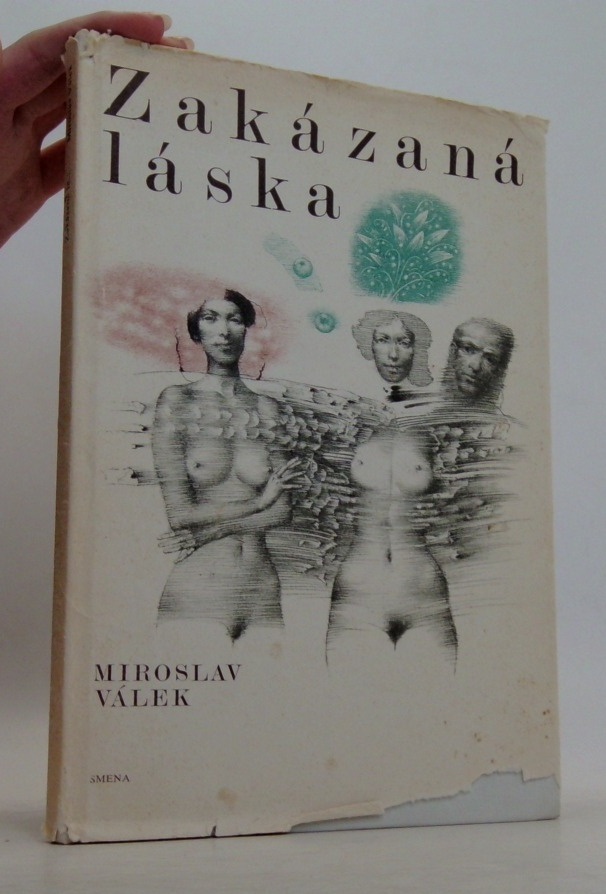 Zakázaná
láska
MIROSLAV
VÁLEK
SMENA